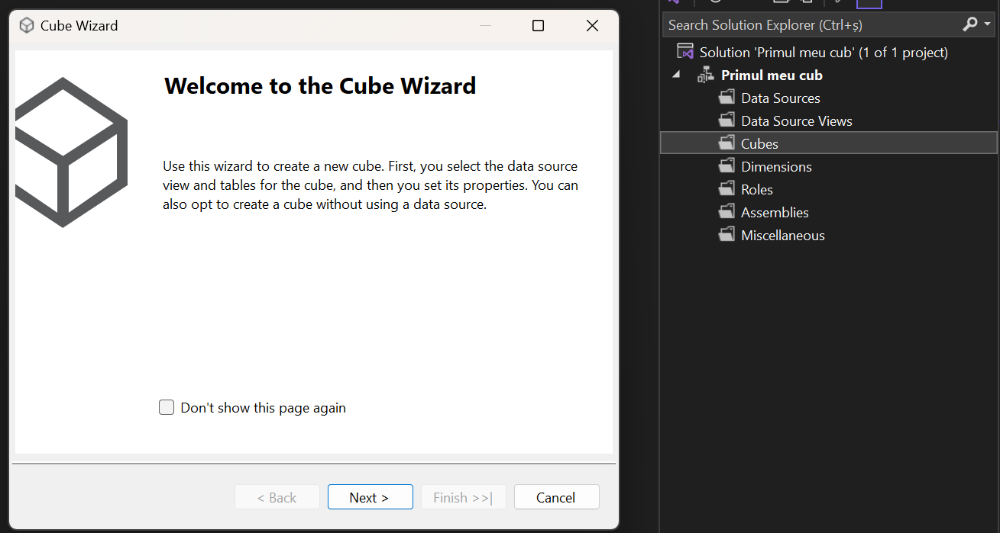 Cube Wizard
Welcome to the Cube Wizard
Use this wizard to create a new cube. First, you select the data source
view and tables for the cube, and then you set its properties. You can
also opt to create a cube without using a data source.
Don't show this page again
< Back
Next >
Finish >>|
Cancel
Search Solution Explorer (Ctrl+ș)
Solution 'Primul meu cub' (1 of 1 project)
Primul meu cub
Data Sources
Data Source Views
Cubes
Dimensions
Roles
Assemblies
Miscellaneous